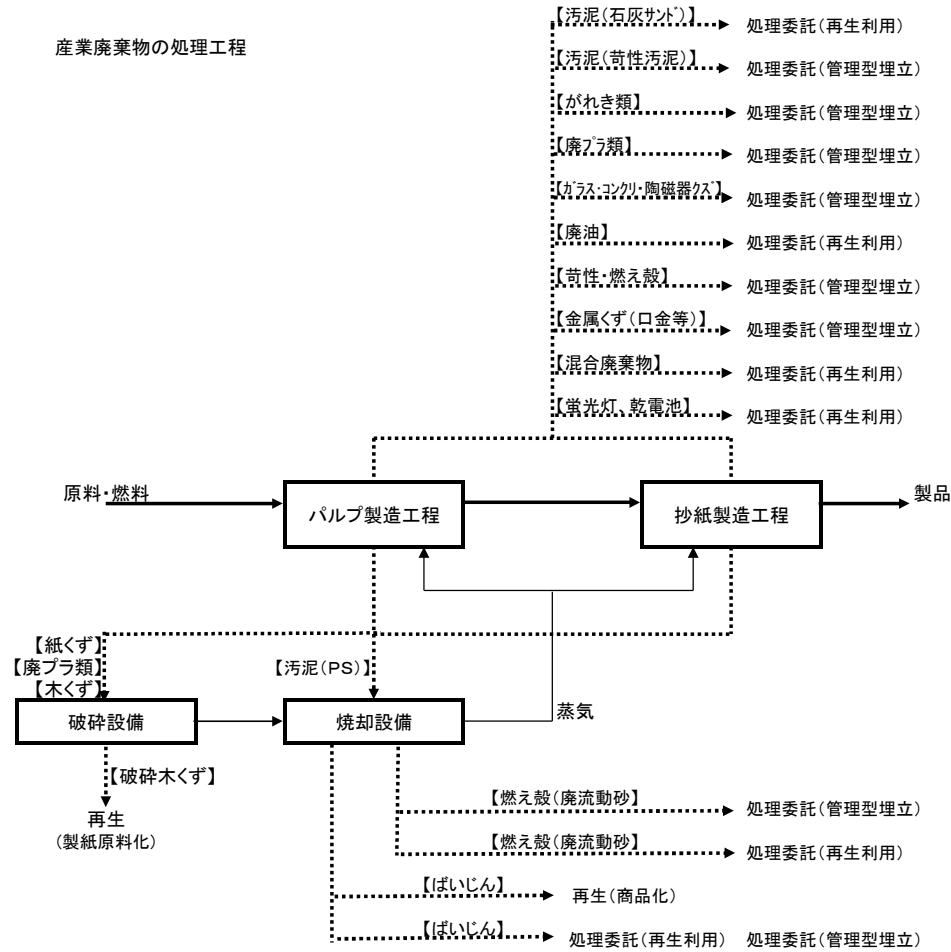 産業廃棄物の処理工程
【汚泥(石灰サンド)】 処理委託(再生利用)
【汚泥(苛性汚泥)】 処理委託(管理型埋立)
【がれき類】 処理委託(管理型埋立)
【廃プラ類】 処理委託(管理型埋立)
【ガラス・コンクリ・陶磁器クズ】 処理委託(管理型埋立)
【廃油】 処理委託(再生利用)
【苛性・燃え殻】 処理委託(管理型埋立)
【金属くず(口金等)】 処理委託(管理型埋立)
【混合廃棄物】 処理委託(再生利用)
【蛍光灯、乾電池】 処理委託(再生利用)
原料・燃料 製品
パルプ製造工程 抄紙製造工程
【紙くず】
【廃プラ類】 【汚泥(PS)】
【木くず】
蒸気
破砕設備 焼却設備
【破砕木くず】
再生
(製紙原料化)
【燃え殻(廃流動砂)】 処理委託(管理型埋立)
【燃え殻(廃流動砂)】 処理委託(再生利用)
【ばいじん】 再生(商品化)
【ばいじん】 処理委託(再生利用) 処理委託(管理型埋立)